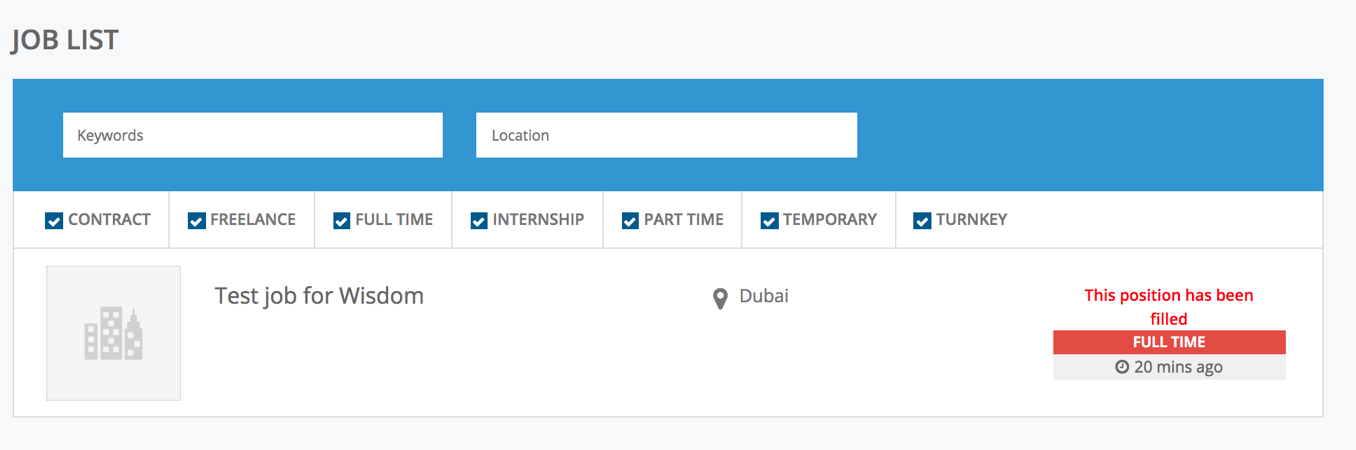 JOB LIST
Keywords
Location
CONTRACT
FREELANCE
FULL TIME
INTERNSHIP
PART TIME
TEMPORARY
TURNKEY
Test job for Wisdom
Dubai
This position has been
filled
FULL TIME
20 mins ago